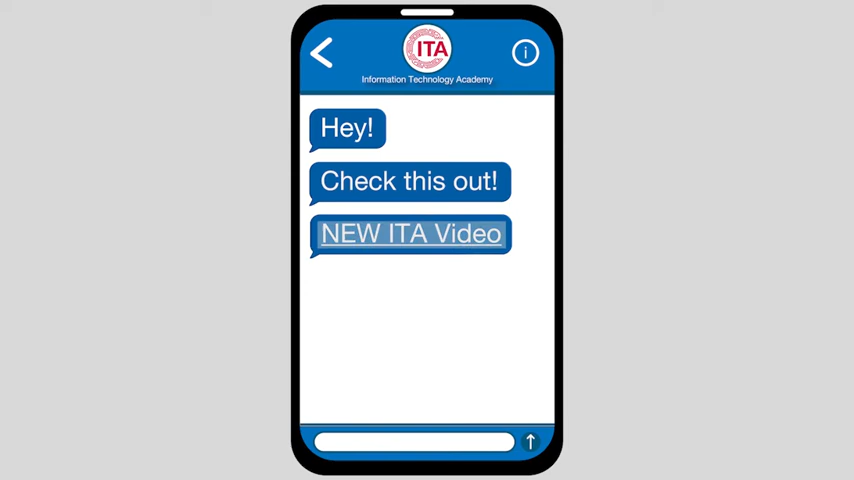 ITA
Information Technology Academy
Hey!
Check this out!
NEW ITA Video